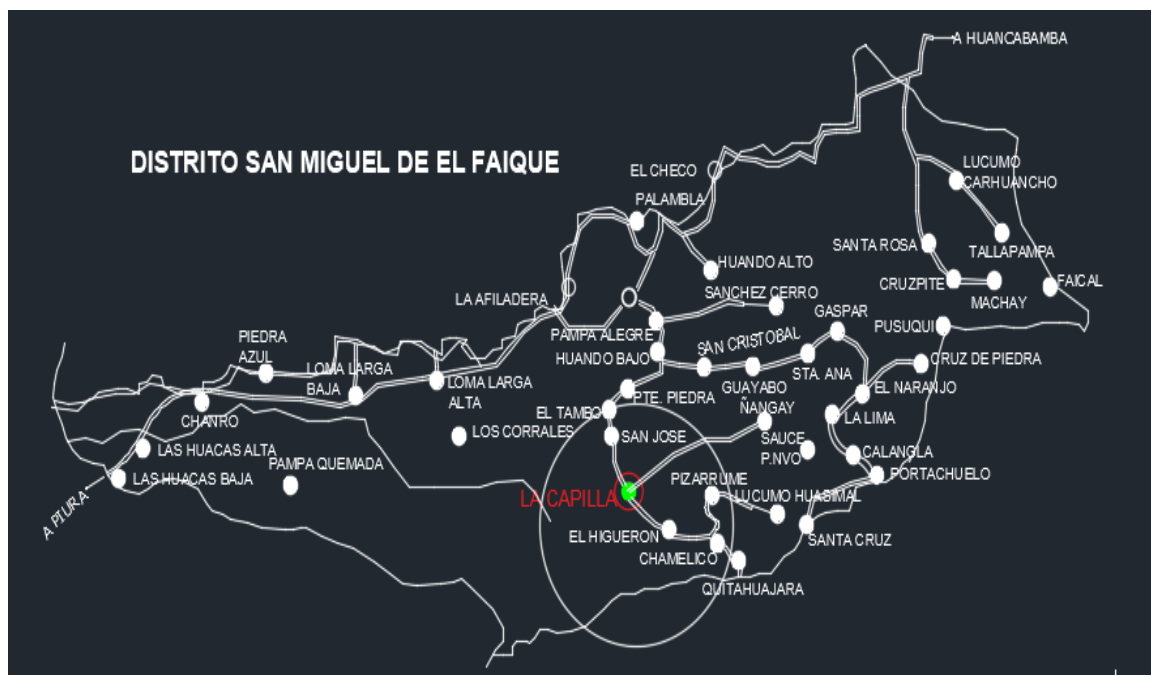 A HUANCABAMBA
DISTRITO SAN MIGUEL DE EL FAIQUE
EL CHECO
LUCUMO
CARHUANCHO
PALAMBLA
SANTA ROSA
TALLAPAMPA
HUANDO ALTO
CRUZPITE
FAICAL
LA AFILADERA
SANCHEZ CERRO
MACHAY
GASPAR
PUSUQUI
PIEDRA
AZUL
PAMPA ALEGRE
SAN CRISTOBAL
HUANDO BAJO
CRUZ DE PIEDRA
LOMA LARGA
BAJA
STA. ANA
LOMA LARGA
ALTA
GUAYABO
EL NARANJO
PTE. PIEDRA
ÑANGAY
CHANRO
EL TAMBO
LA LIMA
LOS CORRALES
SAN JOSE
SAUCE
P.NVO
LAS HUACAS ALTA
CALANGLA
PAMPA QUEMADA
LAS HUACAS BAJA
PIZARRUME
PORTACHUELO
LA CAPILLA
LUCUMO HUASIMAL
A PIURA
EL HIGUERON
SANTA CRUZ
CHAMELICO
QUITAHUAJARA